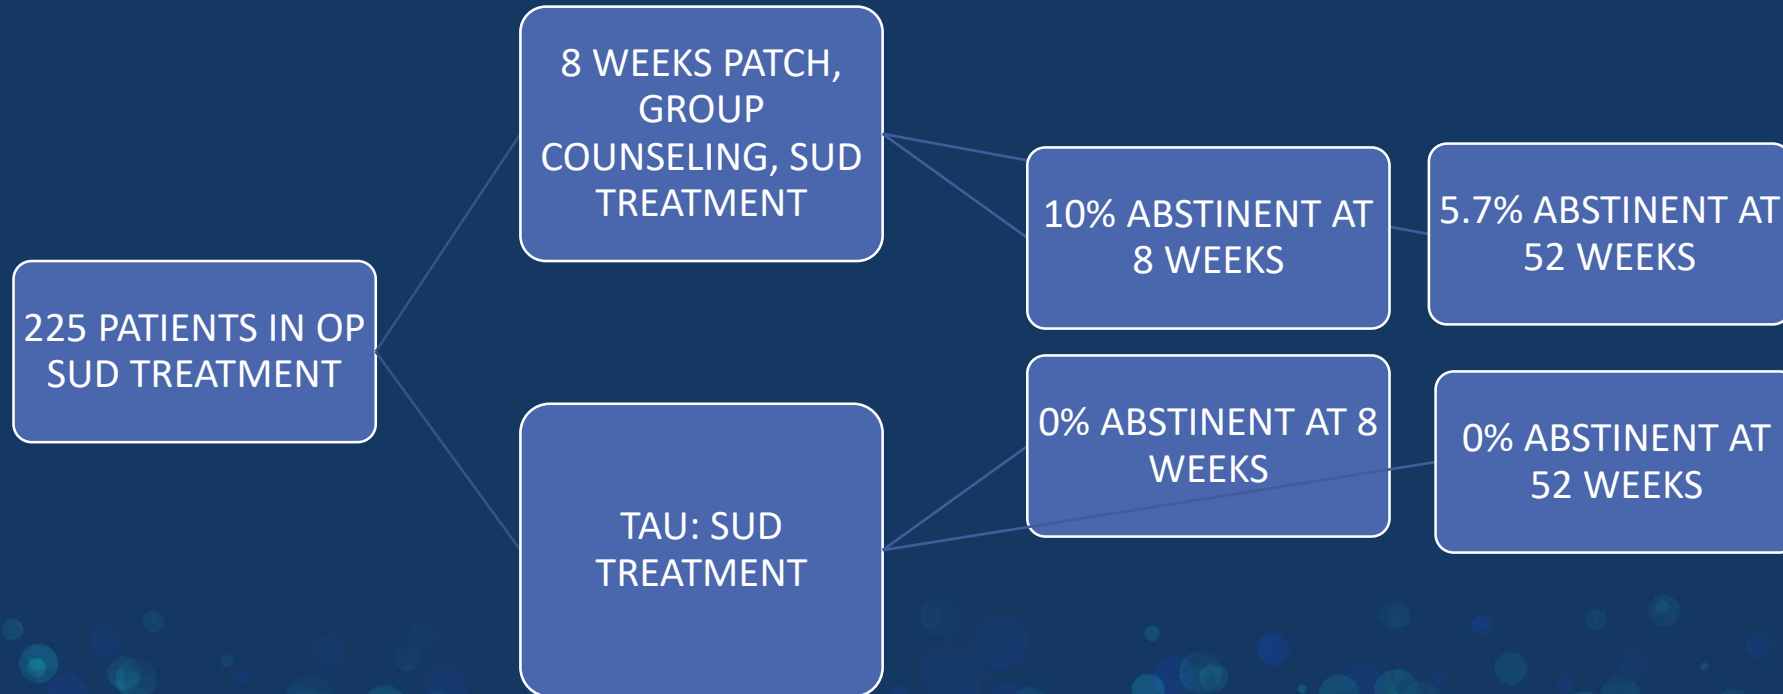 225 PATIENTS IN OP
SUD TREATMENT
8 WEEKS PATCH,
GROUP
COUNSELING, SUD
TREATMENT
10% ABSTINENT AT
8 WEEKS
5.7% ABSTINENT AT
52 WEEKS
TAU: SUD
TREATMENT
0% ABSTINENT AT 8
WEEKS
0% ABSTINENT AT
52 WEEKS